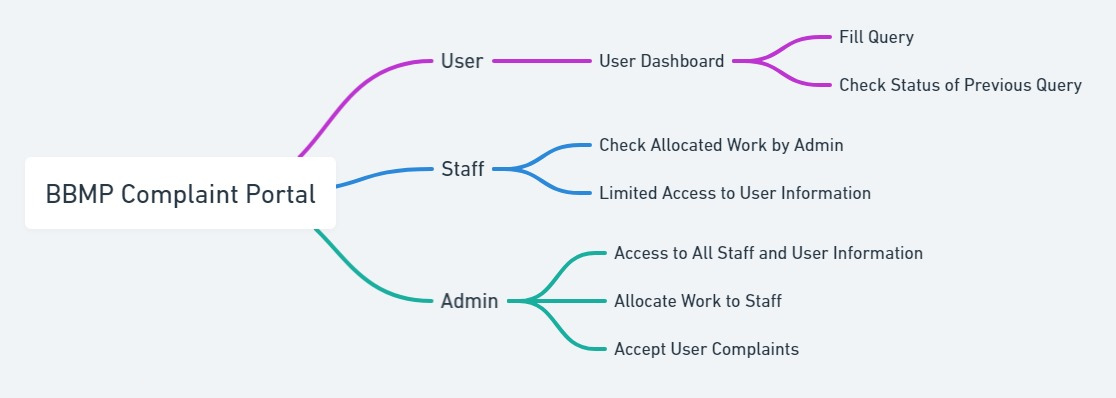 BBMP Complaint Portal
User
User Dashboard
Fill Query
Check Status of Previous Query
Staff
Check Allocated Work by Admin
Limited Access to User Information
Admin
Access to All Staff and User Information
Allocate Work to Staff
Accept User Complaints